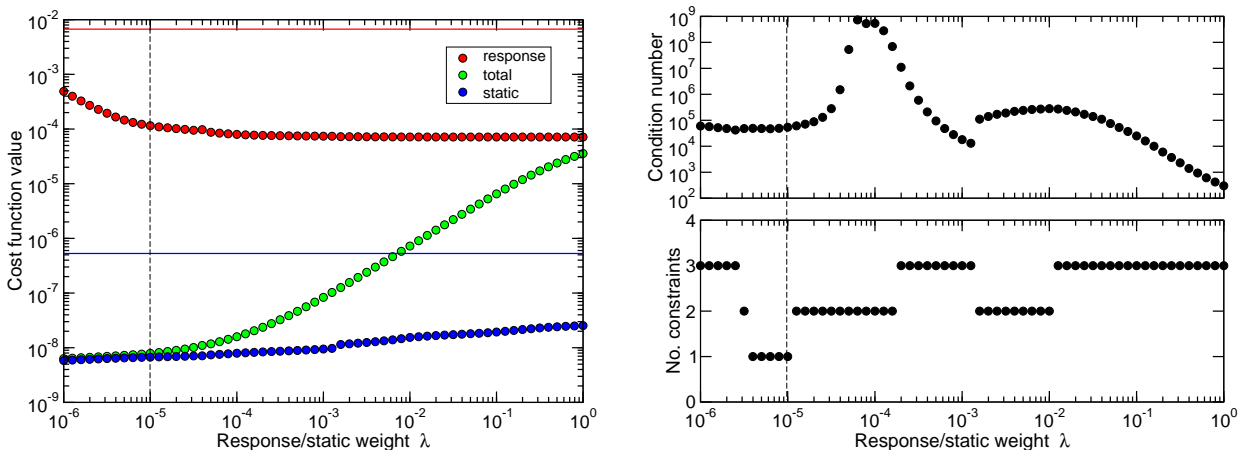 10^-2
10^-3
10^-4
10^-5
10^-6
10^-7
10^-8
10^-9
Cost function value
response
total
static
10^-6 10^-5 10^-4 10^-3 10^-2 10^-1 10^0
Response/static weight λ
10^9
10^8
10^7
10^6
10^5
10^4
10^3
10^2
Condition number
4
3
2
1
0
No. constraints
10^-6 10^-5 10^-4 10^-3 10^-2 10^-1 10^0
Response/static weight λ